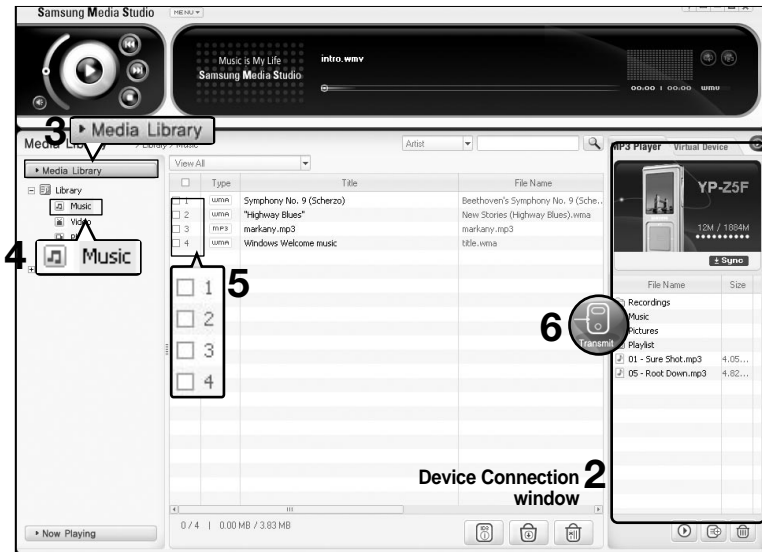 Samsung Media Studio
MENU
Music is My Life
Samsung Media Studio
intro.wmv
00:00 | 00:00 wmv
3 Media Library
Media Library > Library > Music
Artist
MP3 Player Virtual Device
Media Library
View All
Library
Music
Video
4 Music
Type Title File Name
1 WMA Symphony No. 9 (Scherzo) Beethoven's Symphony No. 9 (Sche..
2 WMA "Highway Blues" New Stories (Highway Blues).wma
3 MP3 markany.mp3 markany.mp3
4 WMA Windows Welcome music title.wma
5
1
2
3
4
YP-Z5F
12M / 1884M
Sync
File Name Size
Recordings
Music
Pictures
Playlist
01 - Sure Shot.mp3 4.05...
05 - Root Down.mp3 4.82...
6 Transmit
Device Connection 2
window
0 / 4 | 0.00 MB / 3.83 MB
Now Playing